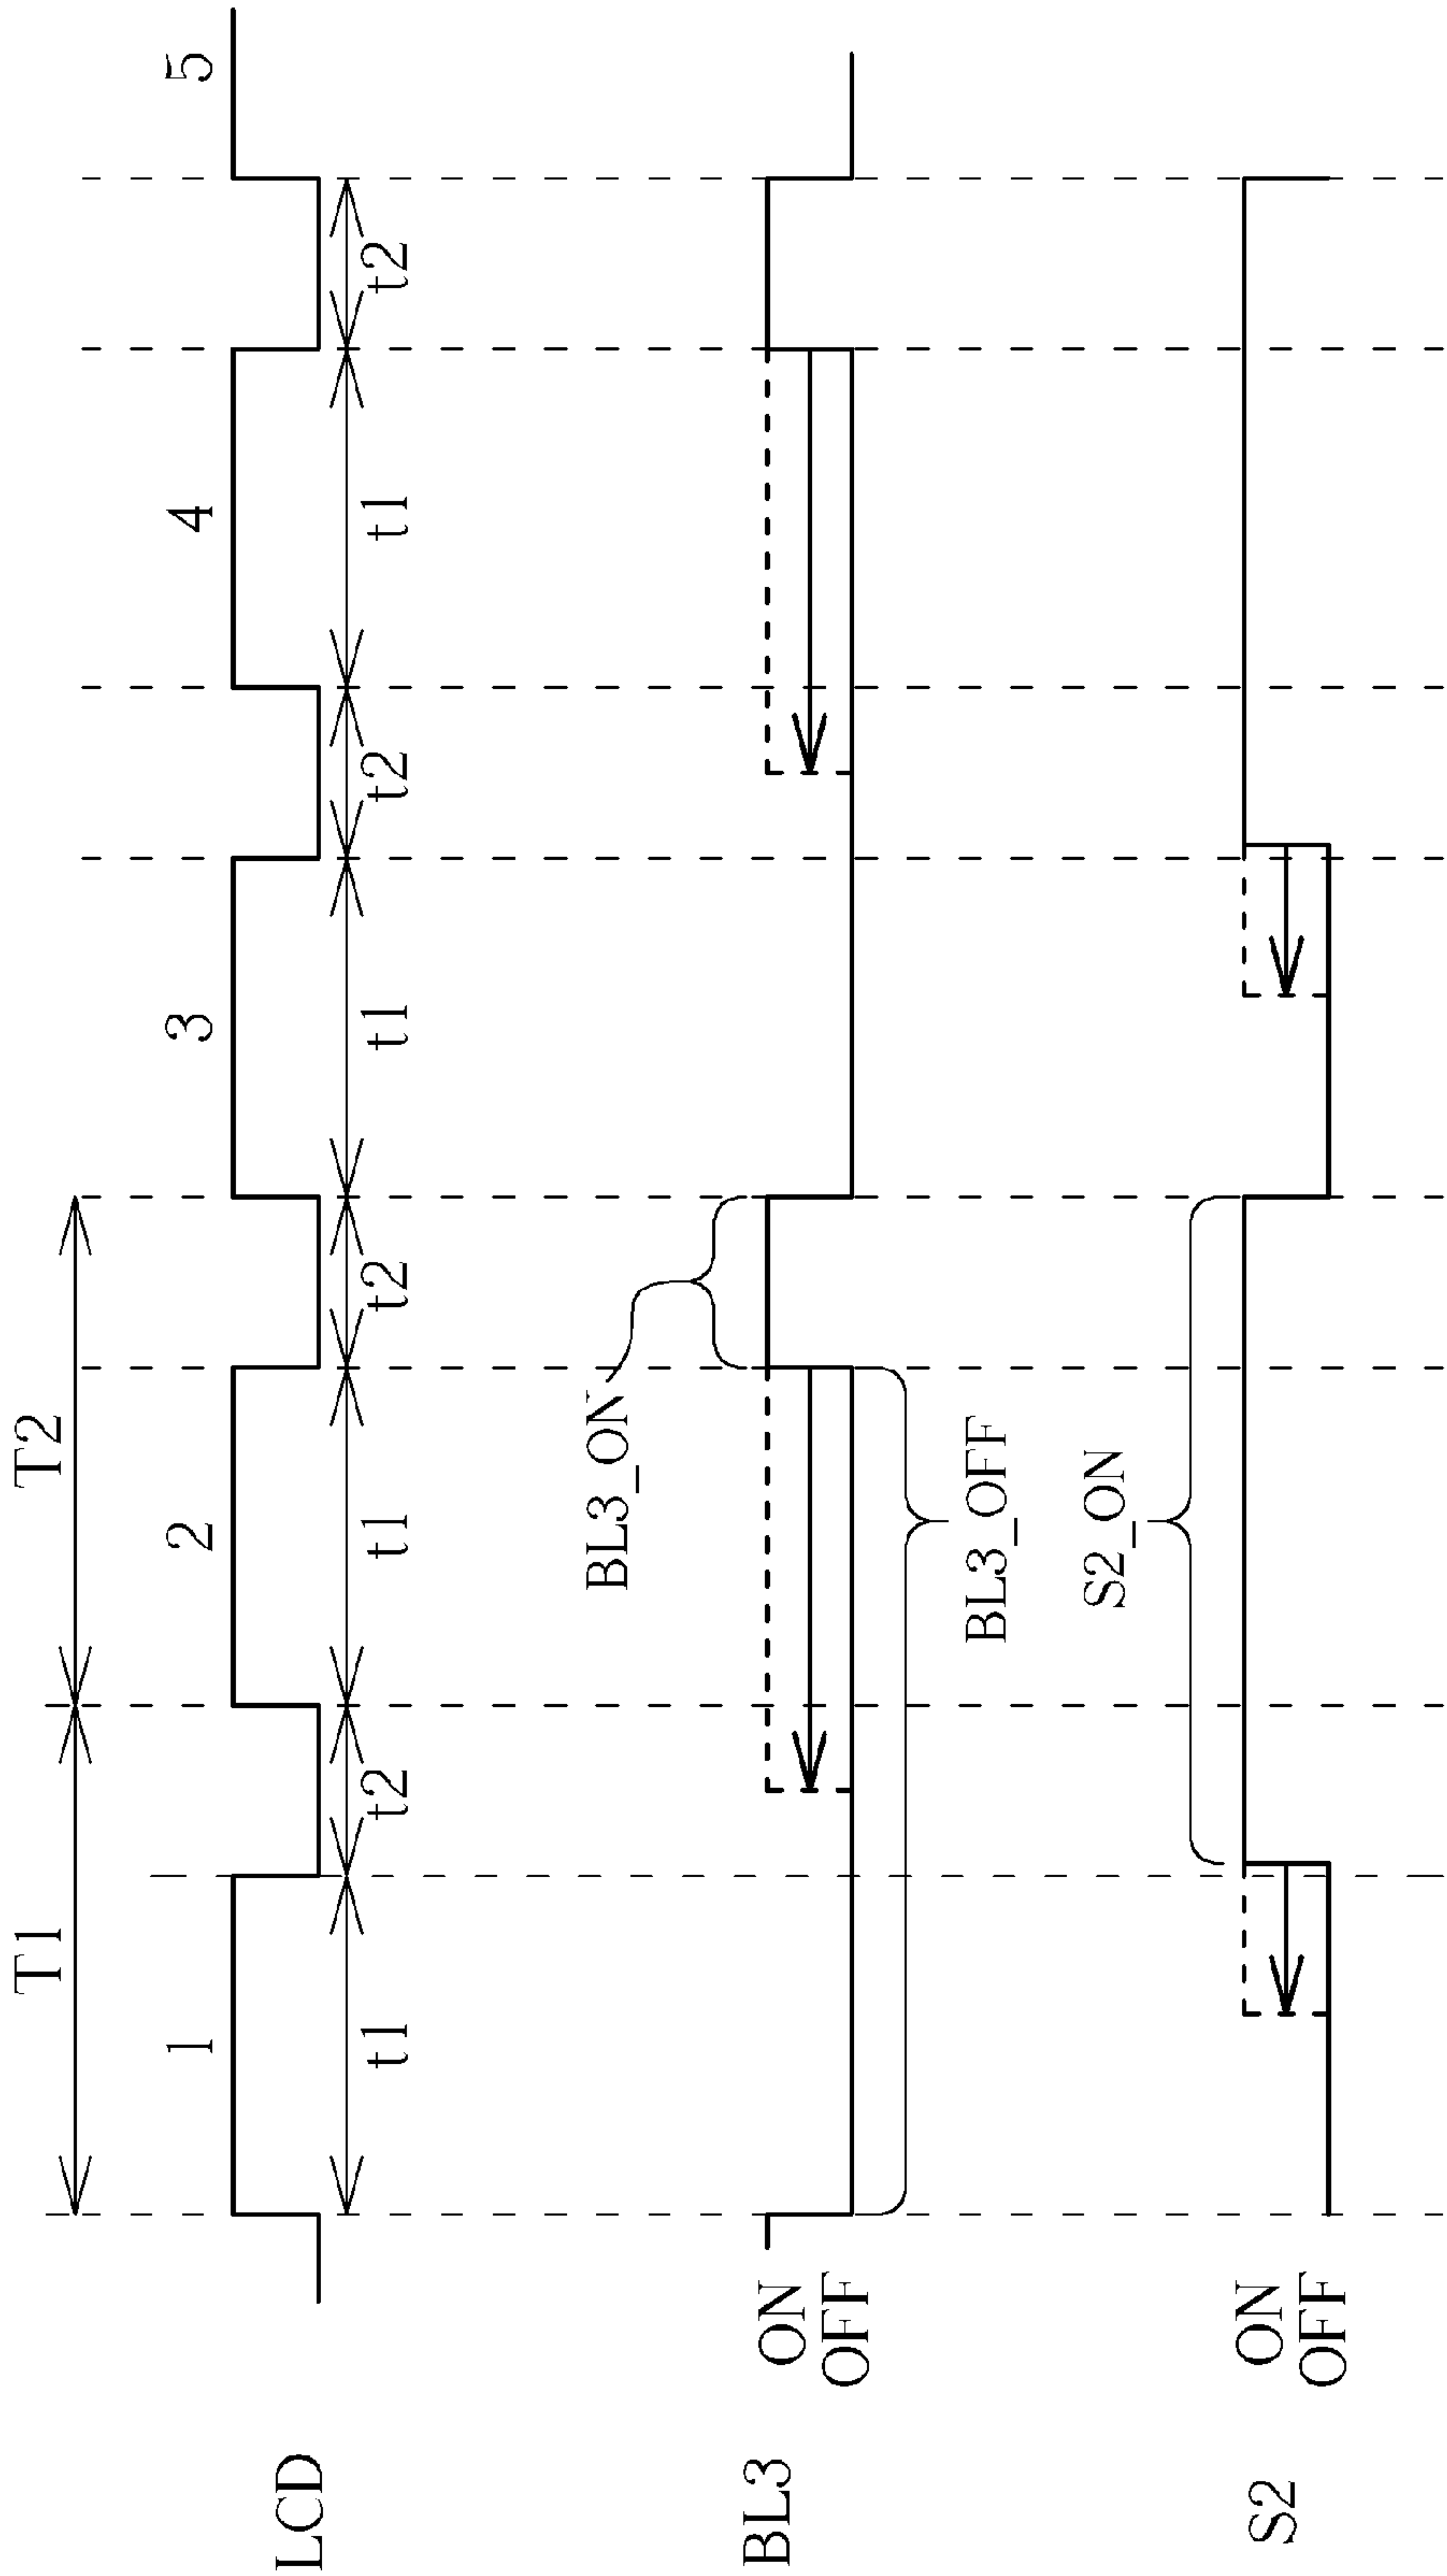 T1 T2
1 2 3 4 5
LCD
t1 t2 t1 t2 t1 t2 t1 t2
BL3_ON
BL3
ON
OFF
BL3_OFF
S2_ON
S2
ON
OFF